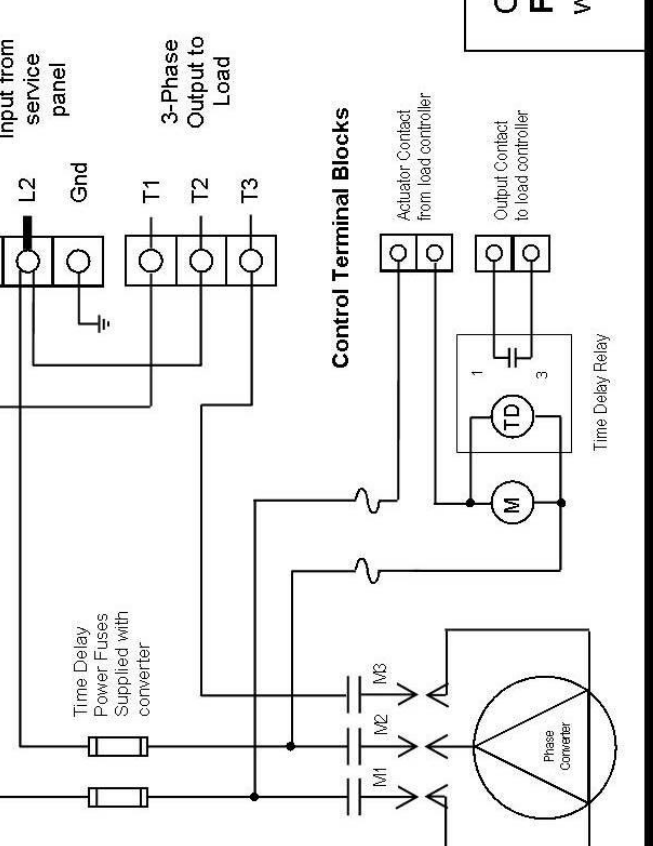 Input from
service
panel
L2
Gnd
3-Phase
Output to
Load
T1
T2
T3
Control Terminal Blocks
Actuator Contact
from load controller
Output Contact
to load controller
1
3
TD
M
Time Delay Relay
Time Delay
Power Fuses
Supplied with
converter
M3
M2
M1
Phase
Converter